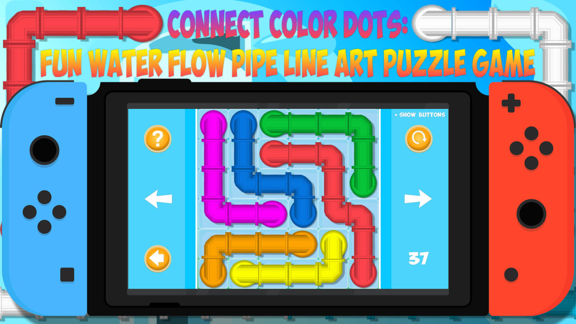 CONNECT COLOR DOTS:
FUN WATER FLOW PIPE LINE ART PUZZLE GAME
+ SHOW BUTTONS
?
37